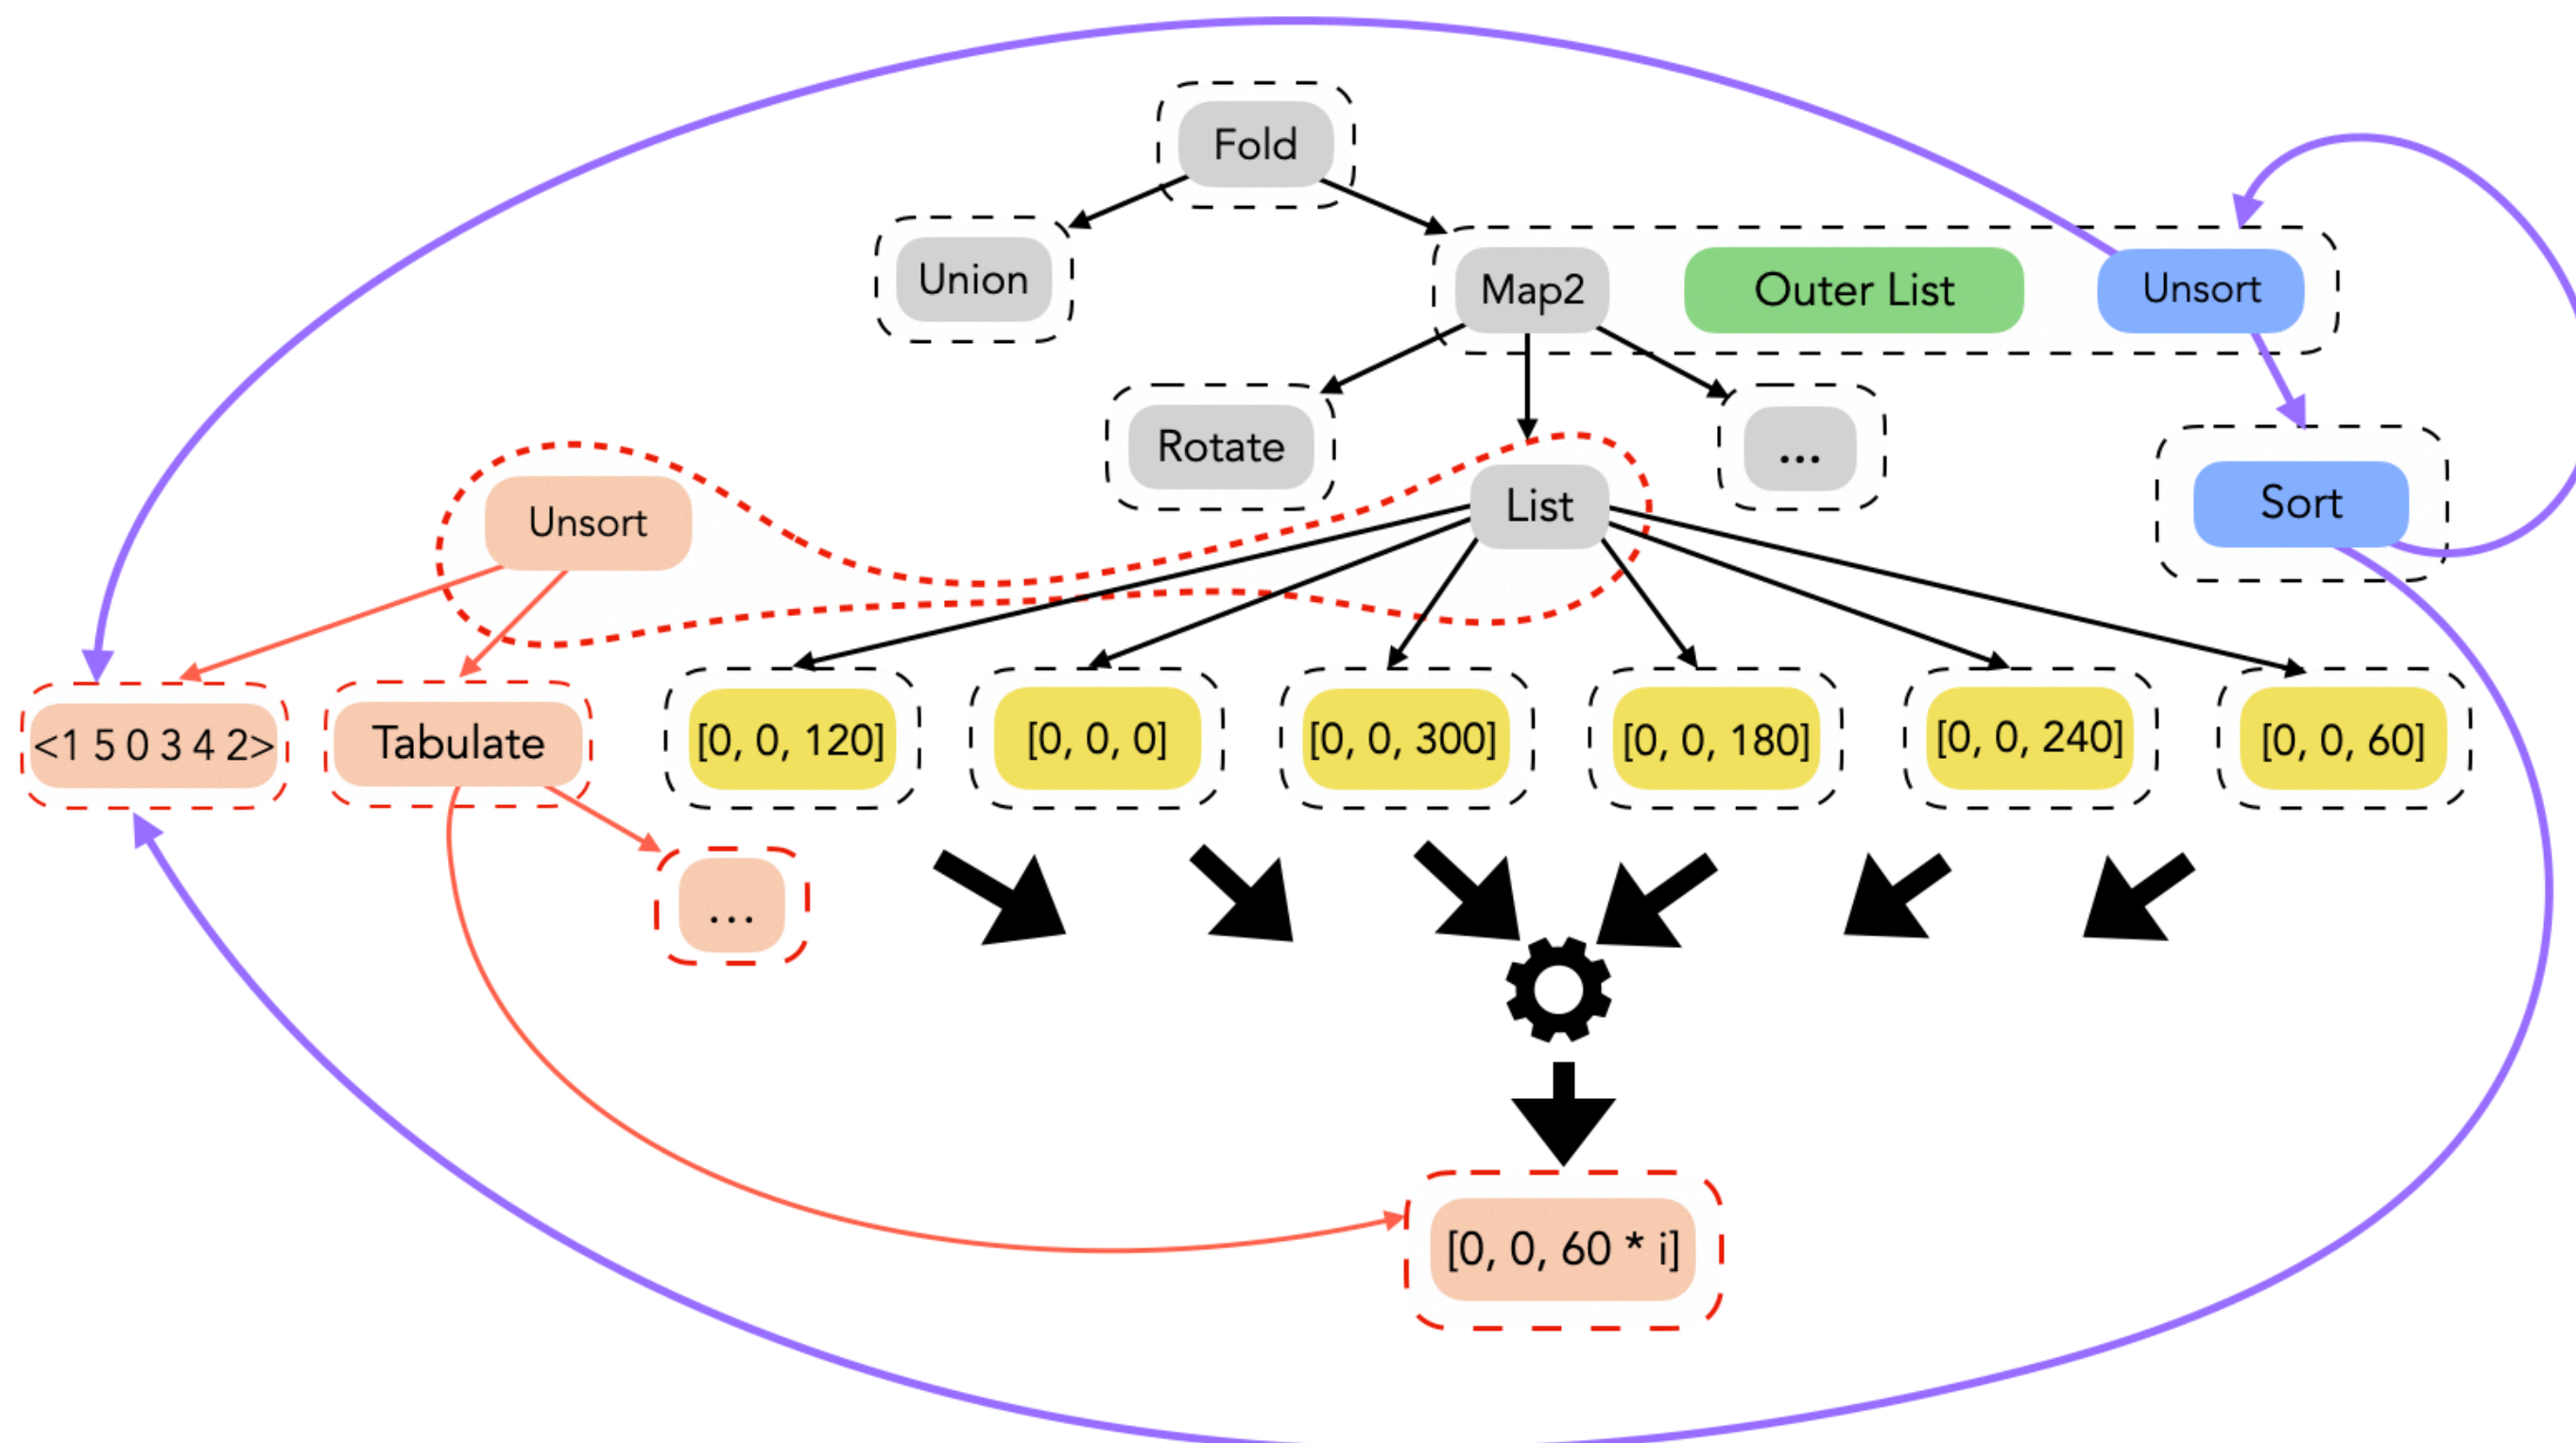 Fold
Union
Map2
Outer List
Unsort
Rotate
...
List
Sort
Unsort
<1 5 0 3 4 2>
Tabulate
[0, 0, 120]
[0, 0, 0]
[0, 0, 300]
[0, 0, 180]
[0, 0, 240]
[0, 0, 60]
...
[0, 0, 60 * i]